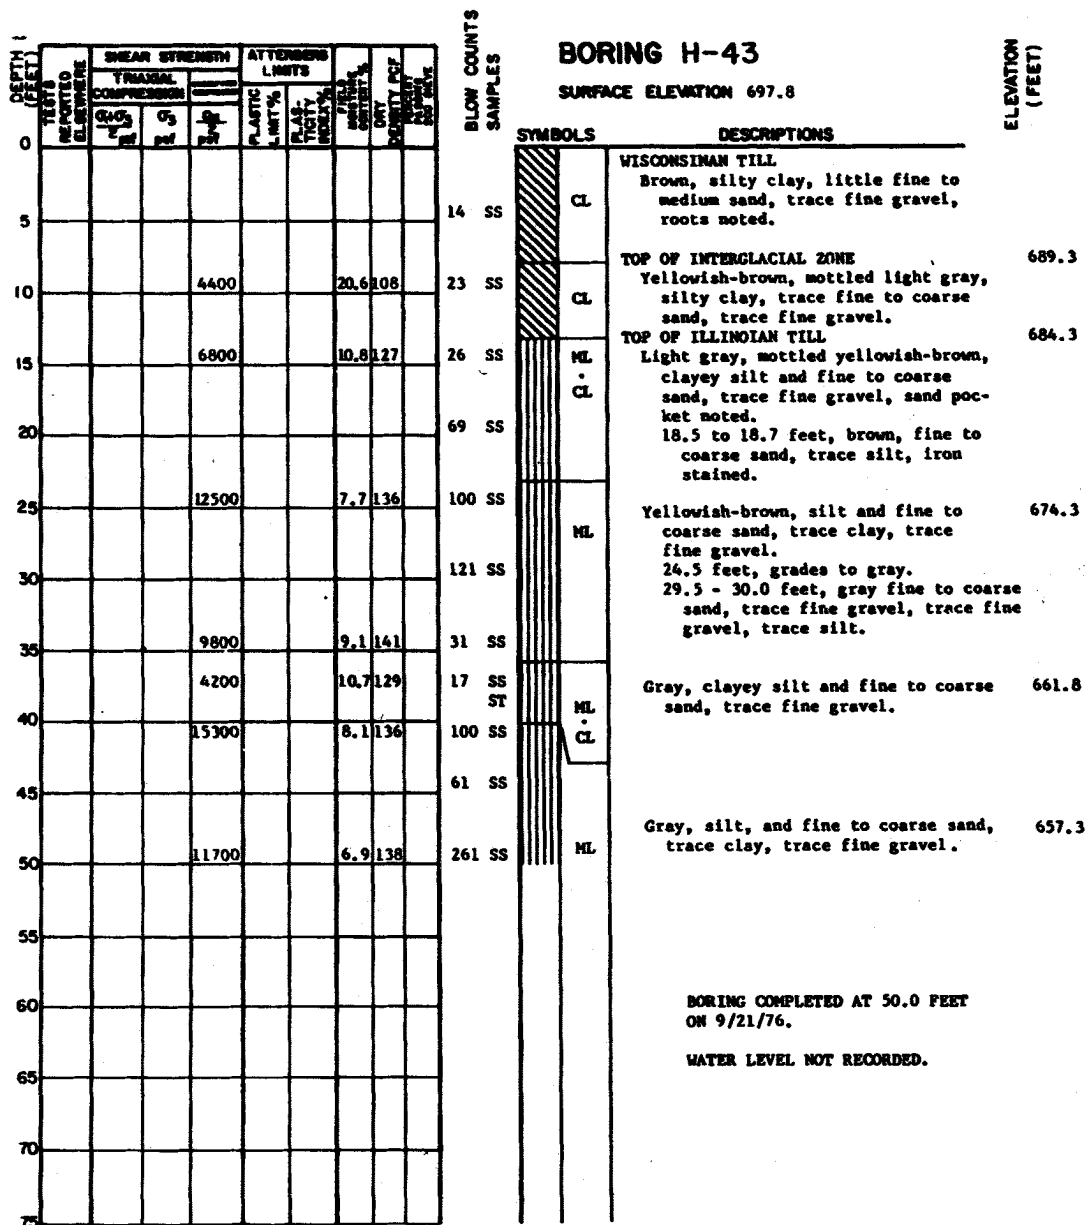 BORING H-43
SURFACE ELEVATION 697.8
DEPTH
(FEET)
TESTS
REPORTED
ELSEWHERE
SHEAR STRENGTH
TRIAXIAL
COMPRESSION
psf
psf
ATTERBERG
LIMITS
PLASTIC
LIMIT %
PLAS-
TICITY
INDEX %
FIELD
MOISTURE
CONTENT %
DRY
DENSITY PCF
BLOW COUNTS
SAMPLES
SYMBOLS
DESCRIPTIONS
ELEVATION
(FEET)
0
WISCONSINAN TILL
CL Brown, silty clay, little fine to
medium sand, trace fine gravel,
roots noted.
14 SS
5
TOP OF INTERGLACIAL ZONE 689.3
4400 20.6 108 23 SS
10
CL Yellowish-brown, mottled light gray,
silty clay, trace fine to coarse
sand, trace fine gravel.
TOP OF ILLINOIAN TILL 684.3
6800 10.8 127 26 SS
15
ML - CL Light gray, mottled yellowish-brown,
clayey silt and fine to coarse
sand, trace fine gravel, sand poc-
ket noted.
69 SS
20
18.5 to 18.7 feet, brown, fine to
coarse sand, trace silt, iron
stained.
12500 7.7 136 100 SS
25
ML Yellowish-brown, silt and fine to 674.3
coarse sand, trace clay, trace
fine gravel.
24.5 feet, grades to gray.
121 SS
30
29.5 - 30.0 feet, gray fine to coarse
sand, trace fine gravel, trace fine
gravel, trace silt.
9800 9.1 141 31 SS
35
4200 10.7 129 17 SS
ST
ML - CL Gray, clayey silt and fine to coarse 661.8
sand, trace fine gravel.
40
15300 8.1 136 100 SS
61 SS
45
ML Gray, silt, and fine to coarse sand, 657.3
trace clay, trace fine gravel.
11700 6.9 138 261 SS
50
55
60
BORING COMPLETED AT 50.0 FEET
ON 9/21/76.
WATER LEVEL NOT RECORDED.
65
70
75